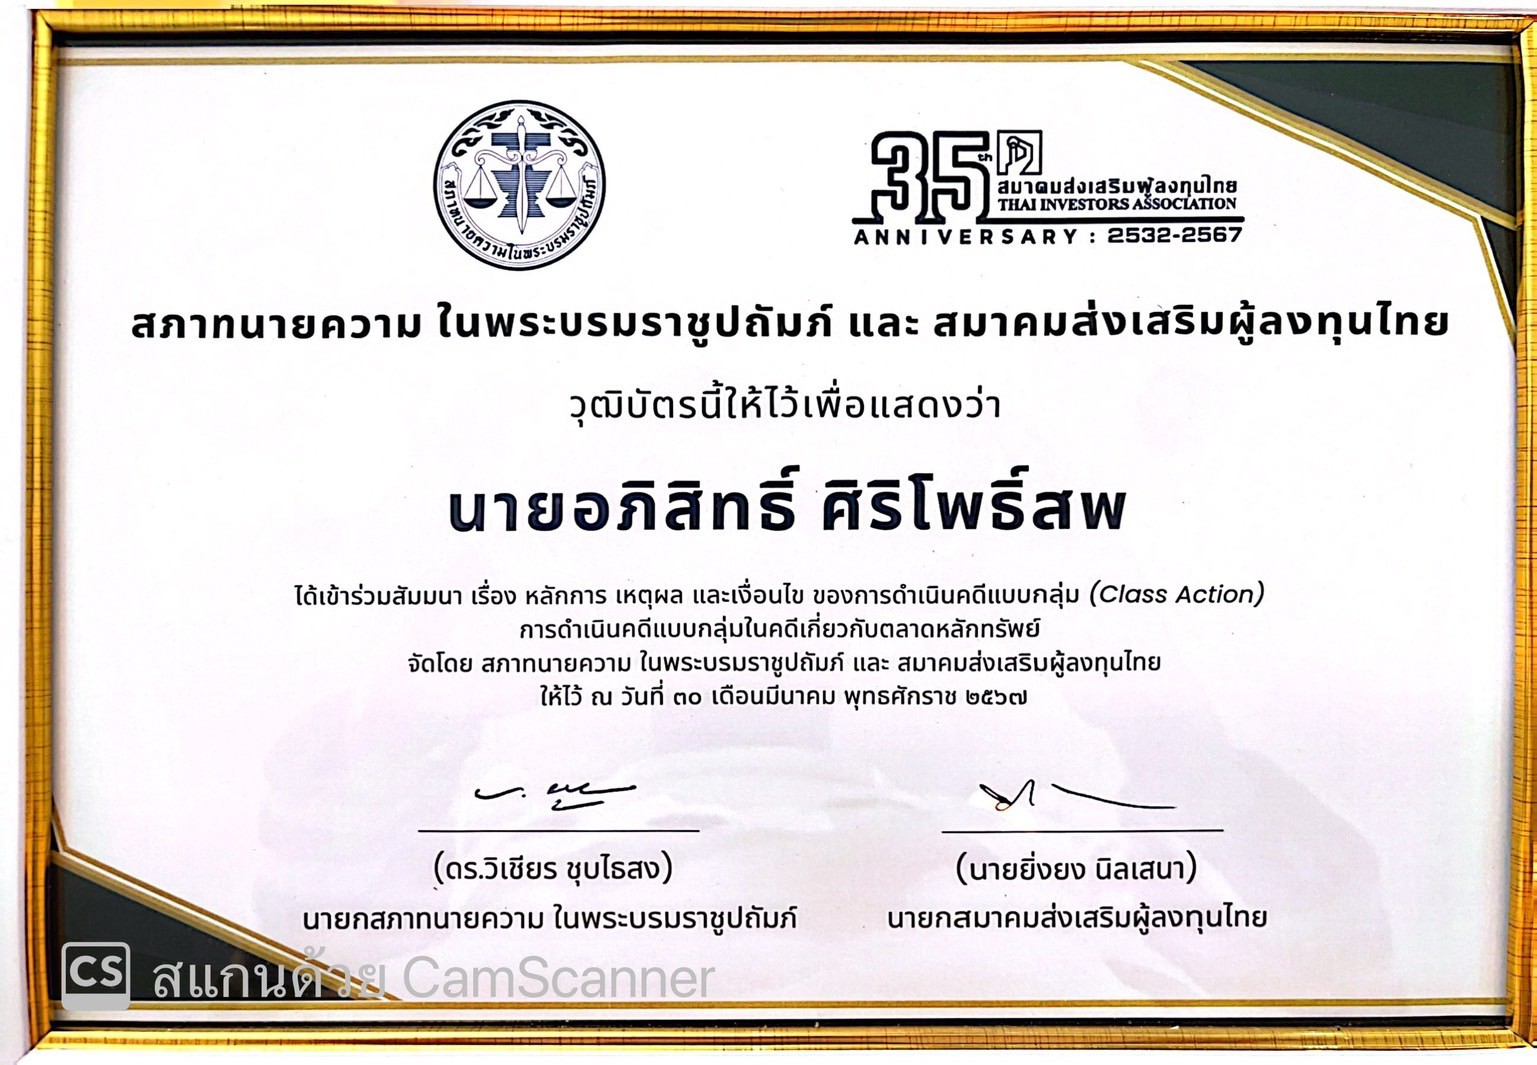 สภาทนายความในพระบรมราชูปถัมภ์
35th
สมาคมส่งเสริมผู้ลงทุนไทย
THAI INVESTORS ASSOCIATION
ANNIVERSARY : 2532-2567
สภาทนายความ ในพระบรมราชูปถัมภ์ และ สมาคมส่งเสริมผู้ลงทุนไทย
วุฒิบัตรนี้ให้ไว้เพื่อแสดงว่า
นายอภิสิทธิ์ ศิริโพธิ์สพ
ได้เข้าร่วมสัมมนา เรื่อง หลักการ เหตุผล และเงื่อนไข ของการดำเนินคดีแบบกลุ่ม (Class Action)
การดำเนินคดีแบบกลุ่มในคดีเกี่ยวกับตลาดหลักทรัพย์
จัดโดย สภาทนายความ ในพระบรมราชูปถัมภ์ และ สมาคมส่งเสริมผู้ลงทุนไทย
ให้ไว้ ณ วันที่ ๓๐ เดือนมีนาคม พุทธศักราช ๒๕๖๗
(ดร.วิเชียร ชุบไธสง)
(นายยิ่งยง นิลเสนา)
นายกสภาทนายความ ในพระบรมราชูปถัมภ์
นายกสมาคมส่งเสริมผู้ลงทุนไทย
CS สแกนด้วย CamScanner